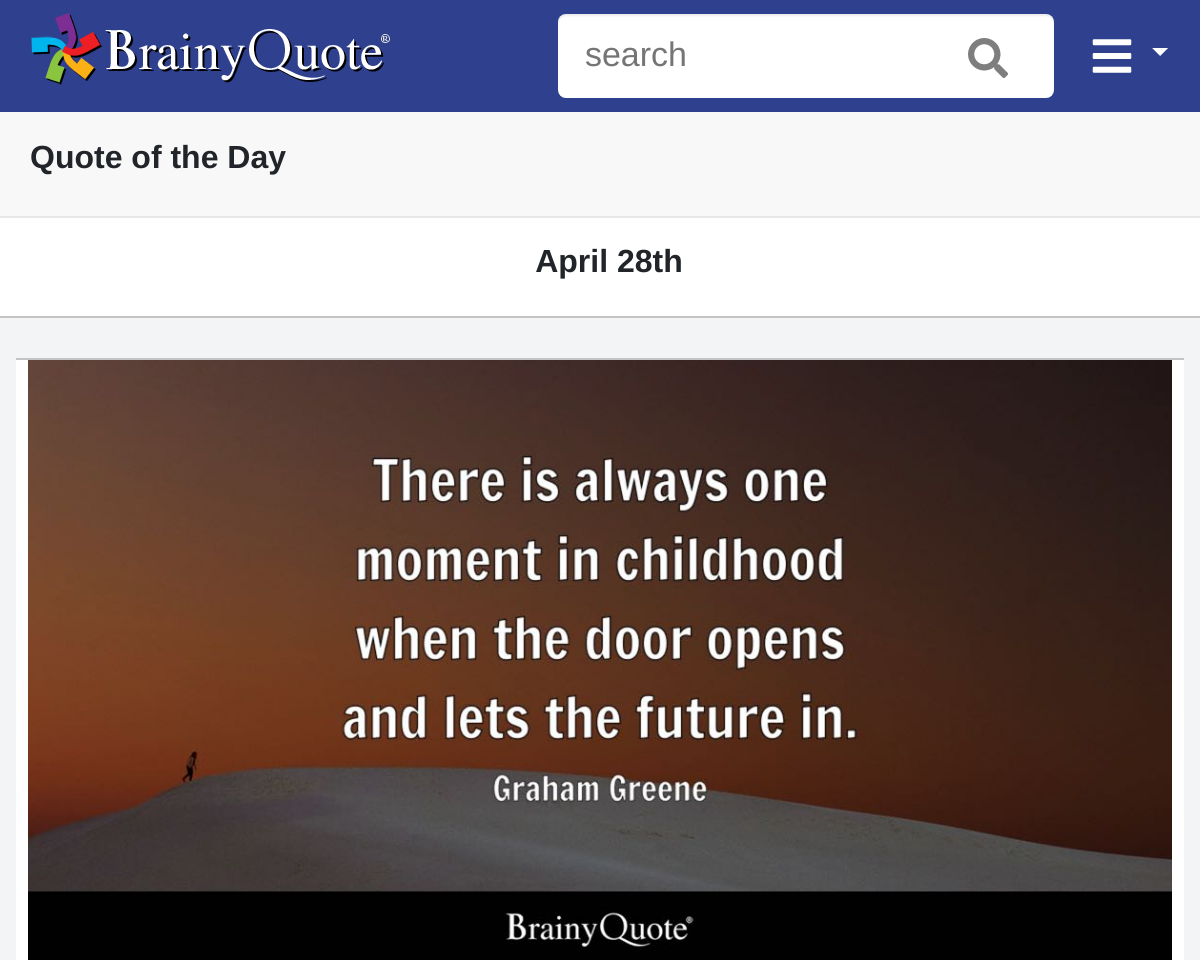 BrainyQuote®
search
Quote of the Day
April 28th
There is always one
moment in childhood
when the door opens
and lets the future in.
Graham Greene
BrainyQuote®